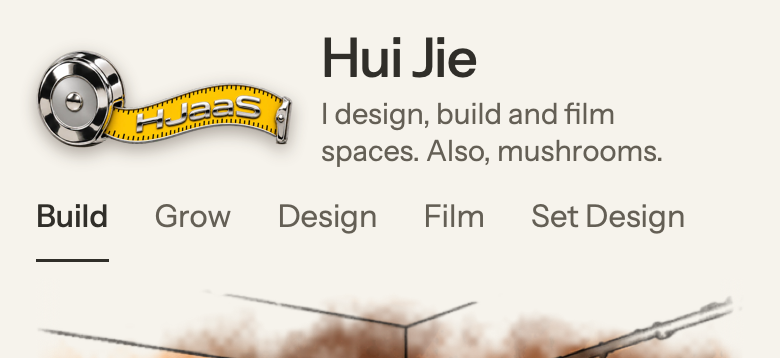 HJaaS
Hui Jie
I design, build and film
spaces. Also, mushrooms.
Build Grow Design Film Set Design